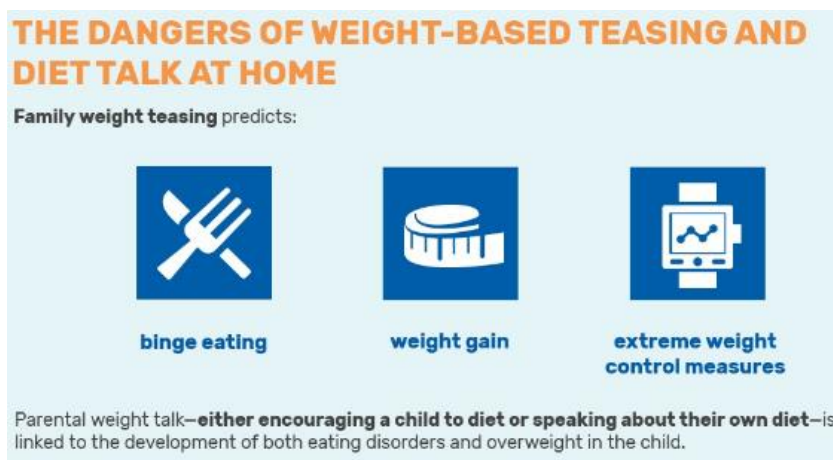 THE DANGERS OF WEIGHT-BASED TEASING AND
DIET TALK AT HOME
Family weight teasing predicts:
binge eating
weight gain
extreme weight
control measures
Parental weight talk—either encouraging a child to diet or speaking about their own diet—is
linked to the development of both eating disorders and overweight in the child.